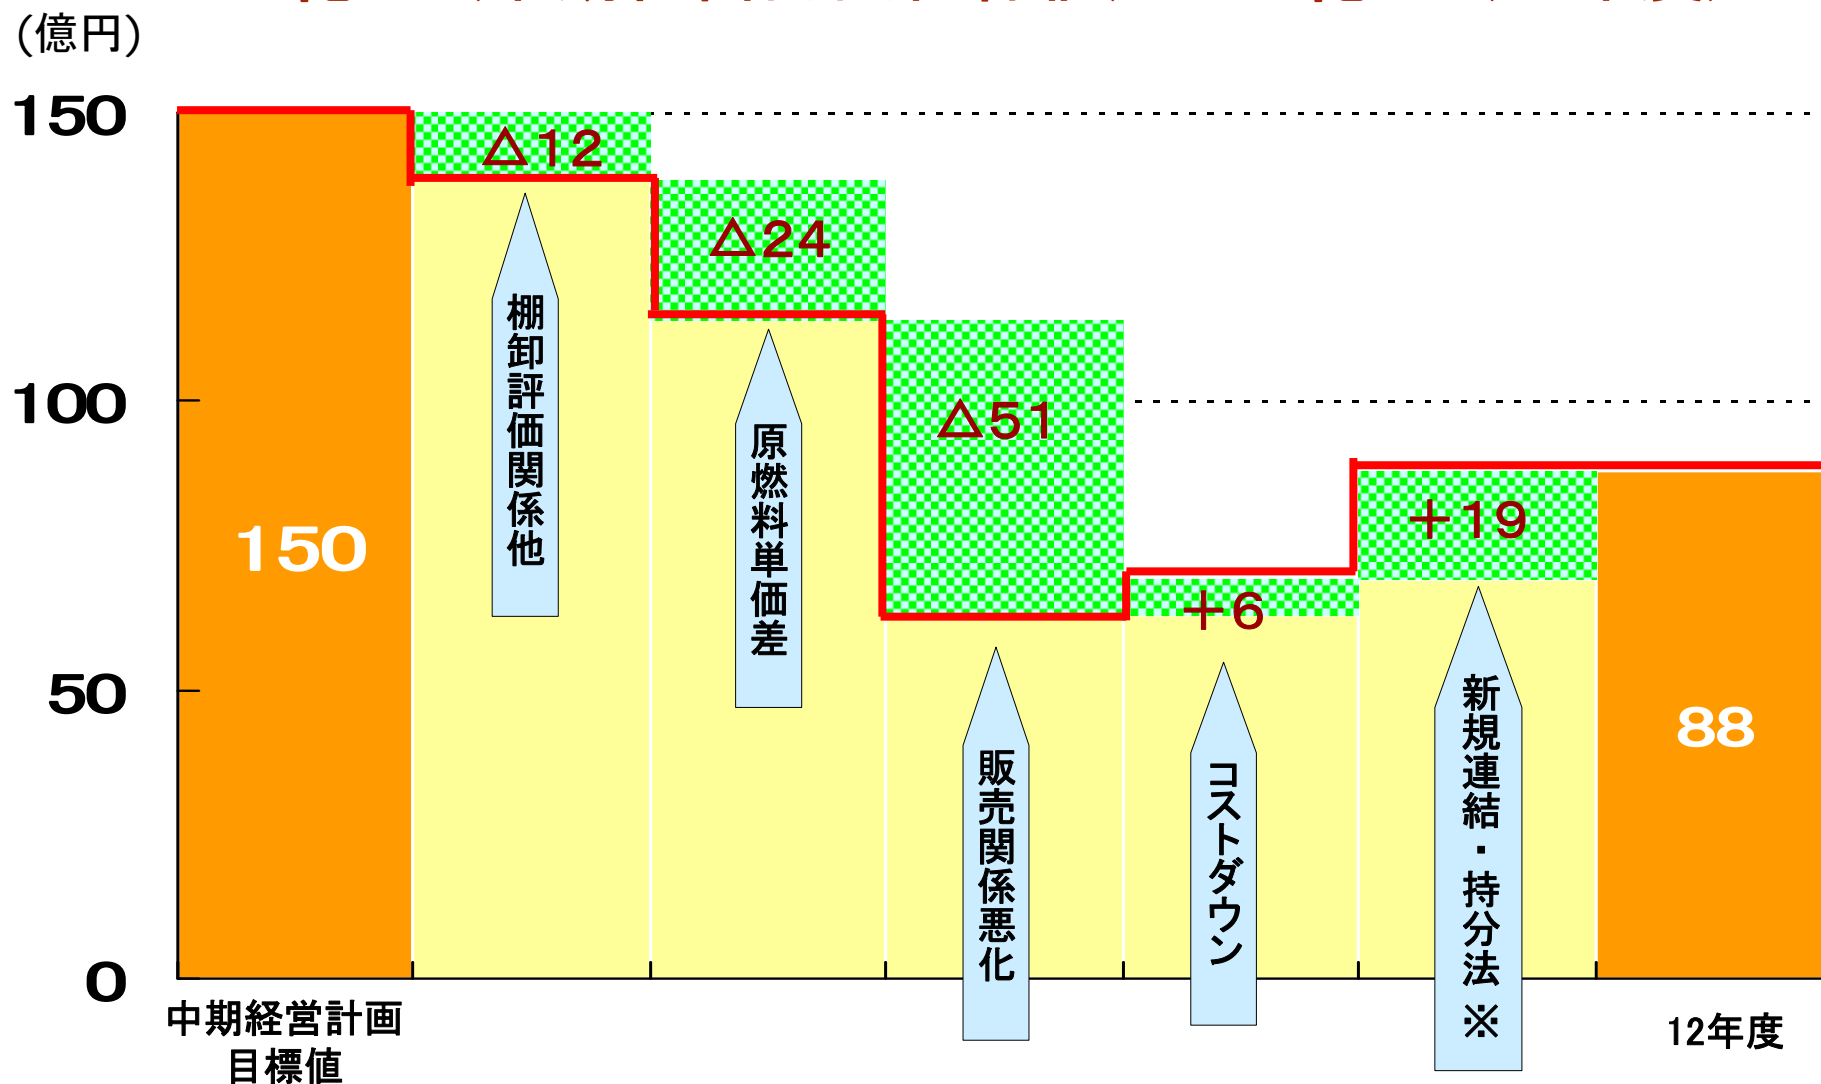 (億円)
150
100
50
0
150
△12
△24
△51
＋6
＋19
88
棚卸評価関係他
原燃料単価差
販売関係悪化
コストダウン
新規連結・持分法※
中期経営計画
目標値
12年度